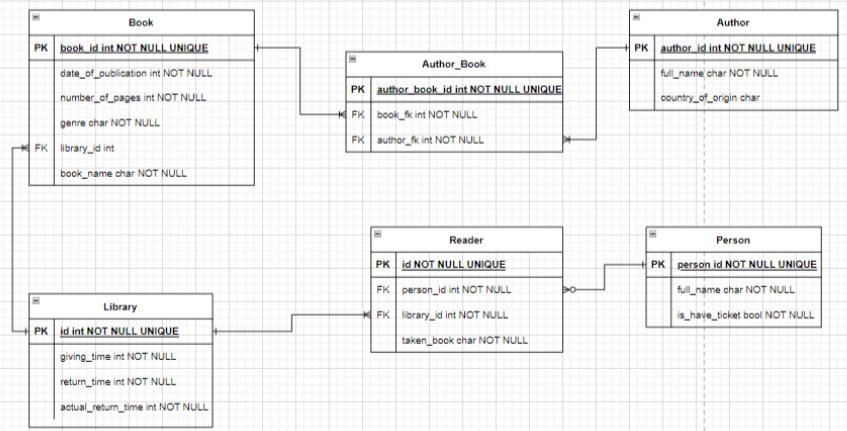 Book
PK book_id int NOT NULL UNIQUE
date_of_publication int NOT NULL
number_of_pages int NOT NULL
genre char NOT NULL
FK library_id int
book_name char NOT NULL
Author_Book
PK author_book_id int NOT NULL UNIQUE
FK book_fk int NOT NULL
FK author_fk int NOT NULL
Author
PK author_id int NOT NULL UNIQUE
full_name char NOT NULL
country_of_origin char
Library
PK id int NOT NULL UNIQUE
giving_time int NOT NULL
return_time int NOT NULL
actual_return_time int NOT NULL
Reader
PK id NOT NULL UNIQUE
FK person_id int NOT NULL
FK library_id int NOT NULL
taken_book char NOT NULL
Person
PK person id NOT NULL UNIQUE
full_name char NOT NULL
is_have_ticket bool NOT NULL